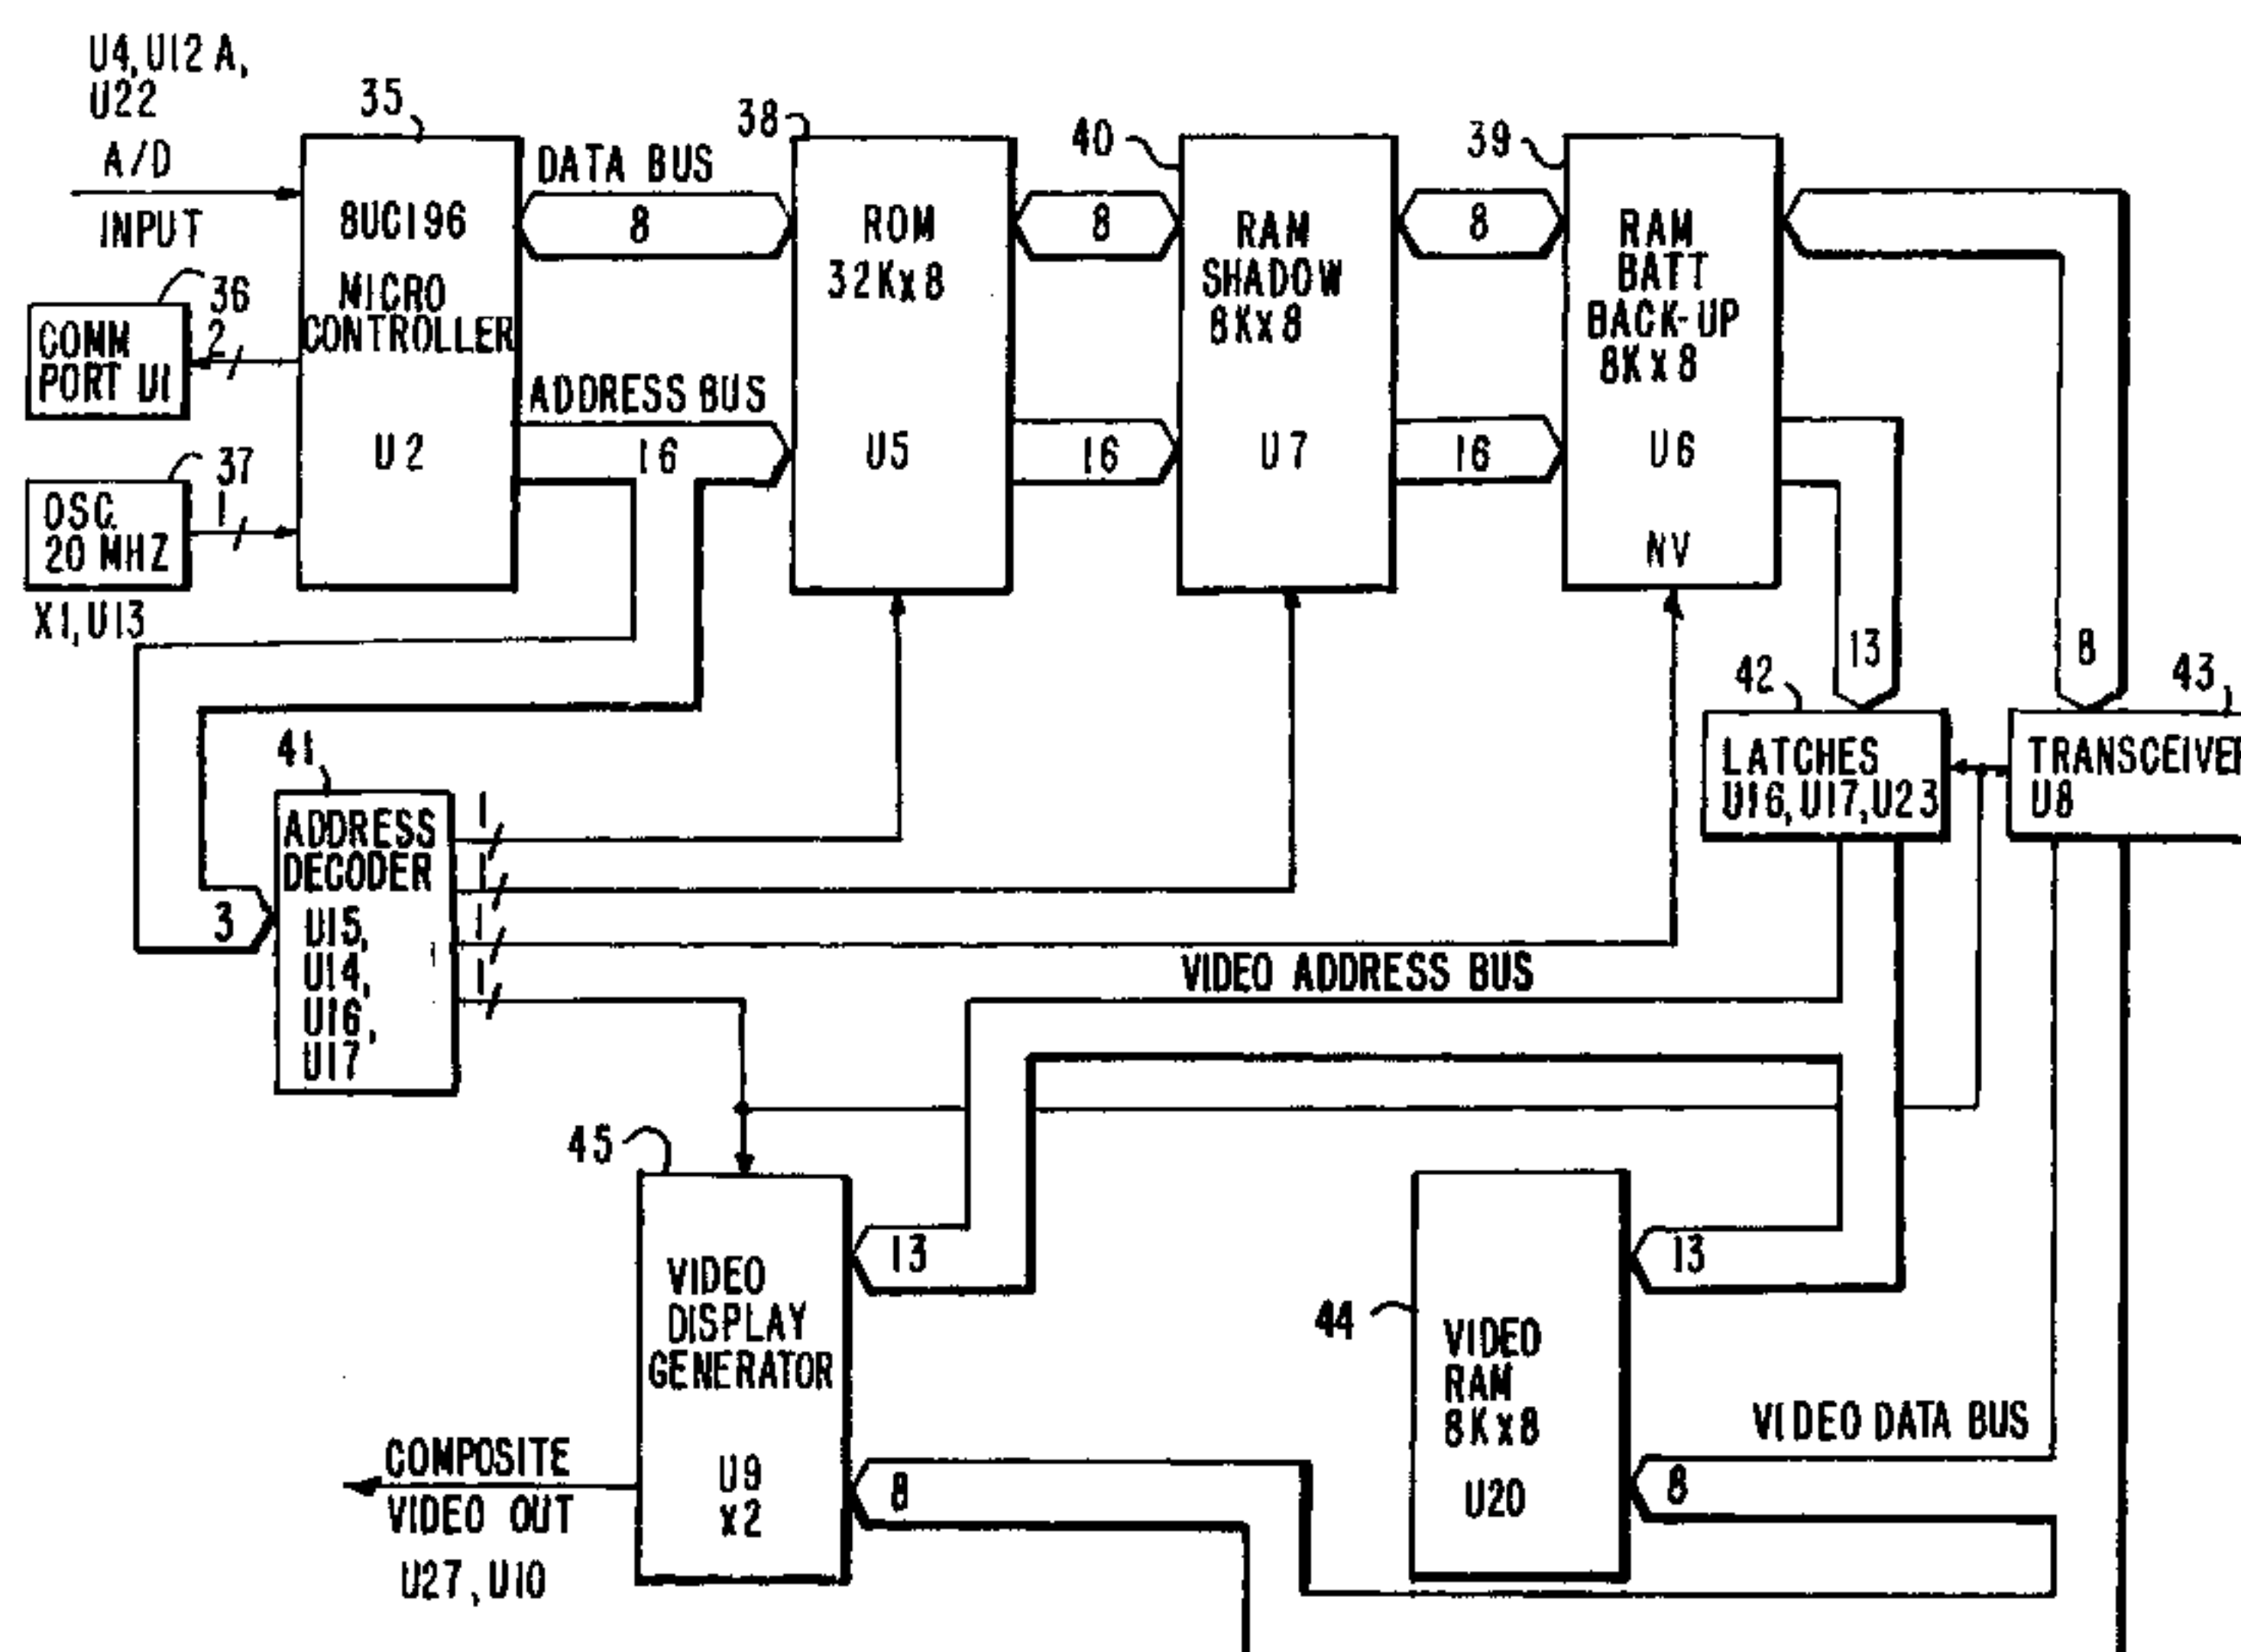 U4, U12 A,
U22
A/D
INPUT
35
8UC196
MICRO
CONTROLLER
U2
36
2
COMM
PORT U1
37
1
OSC.
20 MHZ
X1, U13
DATA BUS
8
ADDRESS BUS
16
38
ROM
32Kx8
U5
8
16
40
RAM
SHADOW
8Kx8
U7
8
16
39
RAM
BATT
BACK-UP
8Kx8
U6
NV
13
8
42
LATCHES
U16, U17, U23
43
TRANSCEIVER
U8
41
ADDRESS
DECODER
U15,
U14,
U16,
U17
3
1
1
1
1
VIDEO ADDRESS BUS
45
VIDEO
DISPLAY
GENERATOR
U9
x2
13
8
COMPOSITE
VIDEO OUT
U27, U10
44
VIDEO
RAM
8Kx8
U20
13
VIDEO DATA BUS
8